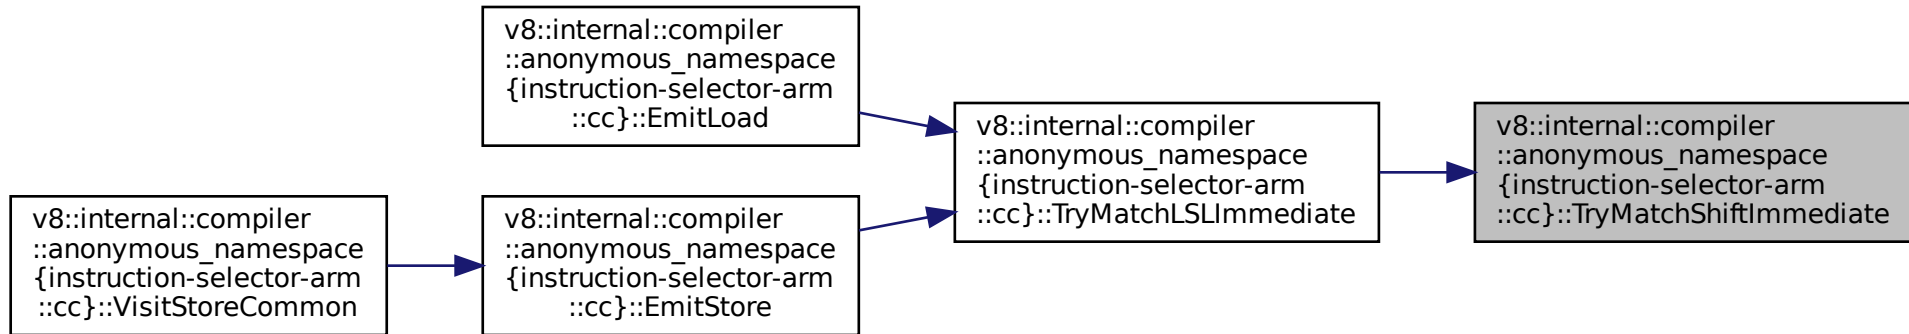 v8::internal::compiler
::anonymous_namespace
{instruction-selector-arm
::cc}::EmitLoad
v8::internal::compiler
::anonymous_namespace
{instruction-selector-arm
::cc}::TryMatchLSLImmediate
v8::internal::compiler
::anonymous_namespace
{instruction-selector-arm
::cc}::TryMatchShiftImmediate
v8::internal::compiler
::anonymous_namespace
{instruction-selector-arm
::cc}::VisitStoreCommon
v8::internal::compiler
::anonymous_namespace
{instruction-selector-arm
::cc}::EmitStore